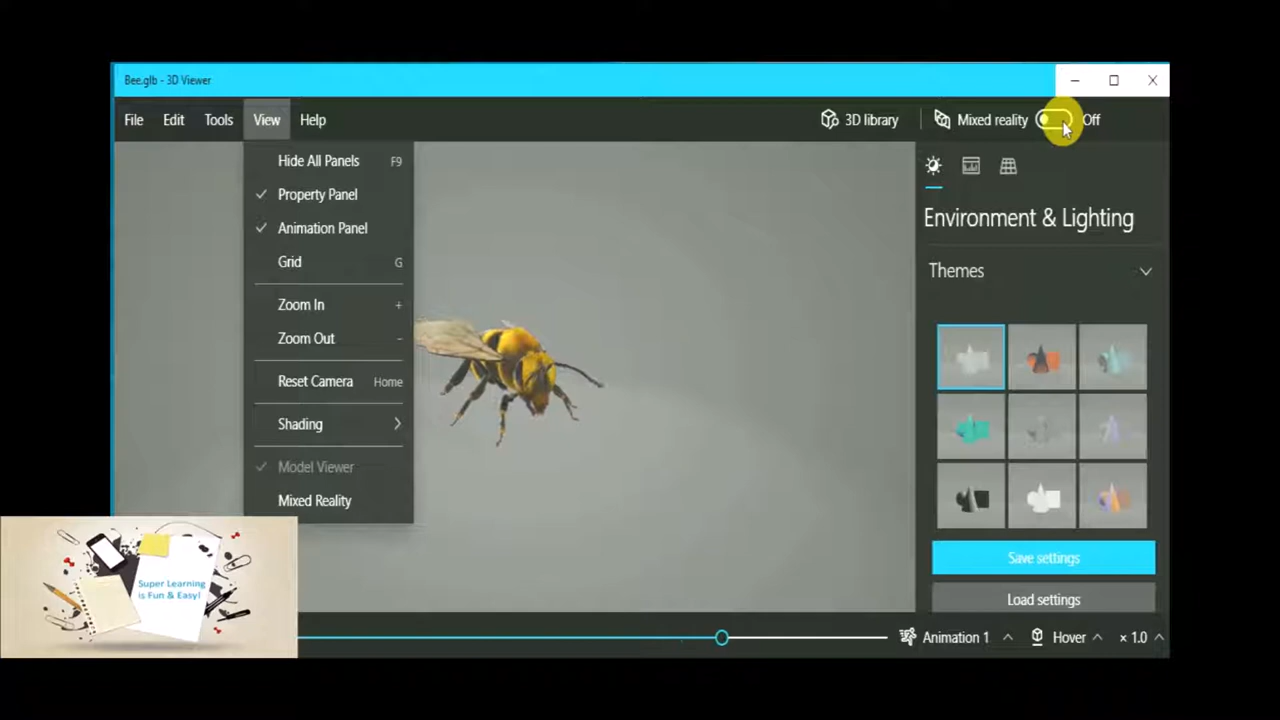 Bee.glb - 3D Viewer
File Edit Tools View Help
3D library Mixed reality Off
Hide All Panels F9
Property Panel
Animation Panel
Grid G
Zoom In +
Zoom Out -
Reset Camera Home
Shading
Model Viewer
Mixed Reality
Environment & Lighting
Themes
Save settings
Load settings
Super Learning
is Fun & Easy!
Animation 1 Hover × 1.0